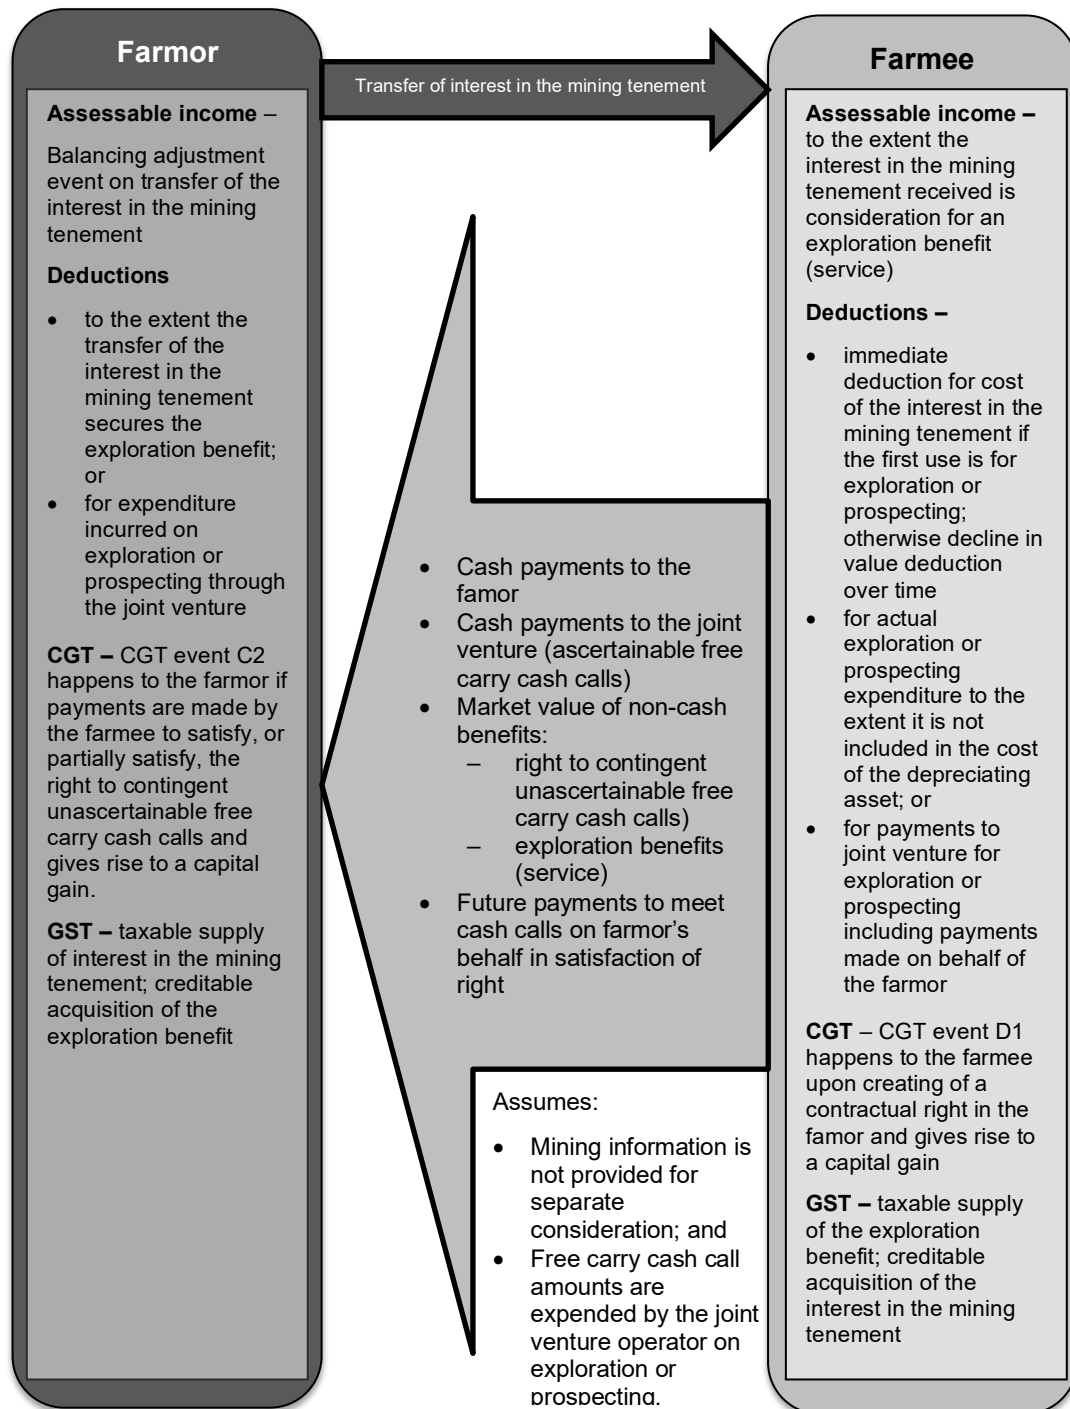 Farmor
Assessable income –
Balancing adjustment
event on transfer of the
interest in the mining
tenement
Deductions
• to the extent the
transfer of the
interest in the
mining tenement
secures the
exploration benefit;
or
• for expenditure
incurred on
exploration or
prospecting through
the joint venture
CGT – CGT event C2
happens to the farmor if
payments are made by
the farmee to satisfy, or
partially satisfy, the
right to contingent
unascertainable free
carry cash calls and
gives rise to a capital
gain.
GST – taxable supply
of interest in the mining
tenement; creditable
acquisition of the
exploration benefit
Transfer of interest in the mining tenement
• Cash payments to the
famor
• Cash payments to the joint
venture (ascertainable free
carry cash calls)
• Market value of non-cash
benefits:
– right to contingent
unascertainable free
carry cash calls)
– exploration benefits
(service)
• Future payments to meet
cash calls on farmor’s
behalf in satisfaction of
right
Assumes:
• Mining information is
not provided for
separate
consideration; and
• Free carry cash call
amounts are
expended by the joint
venture operator on
exploration or
prospecting.
Farmee
Assessable income –
to the extent the
interest in the mining
tenement received is
consideration for an
exploration benefit
(service)
Deductions –
• immediate
deduction for cost
of the interest in the
mining tenement if
the first use is for
exploration or
prospecting;
otherwise decline in
value deduction
over time
• for actual
exploration or
prospecting
expenditure to the
extent it is not
included in the cost
of the depreciating
asset; or
• for payments to
joint venture for
exploration or
prospecting
including payments
made on behalf of
the farmor
CGT – CGT event D1
happens to the farmee
upon creating of a
contractual right in the
famor and gives rise to
a capital gain
GST – taxable supply
of the exploration
benefit; creditable
acquisition of the
interest in the mining
tenement